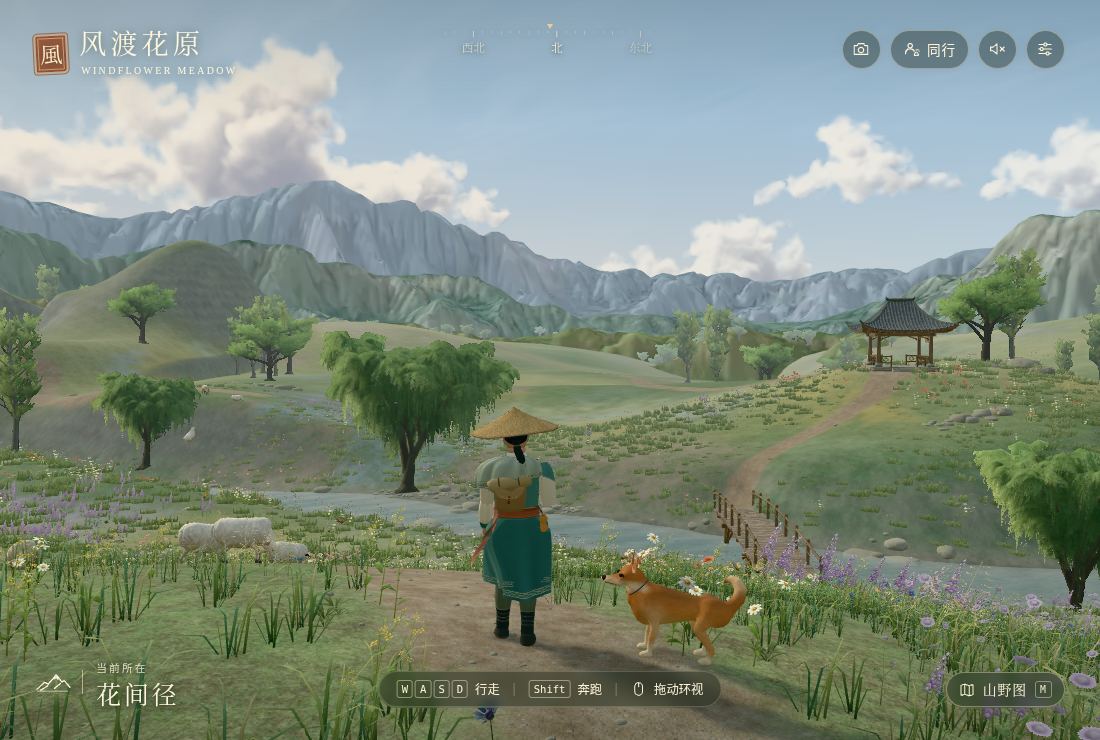 風
风渡花原
WINDFLOWER MEADOW
西北
北
东北
同行
当前所在
花间径
W A S D 行走
Shift 奔跑
拖动环视
山野图 M